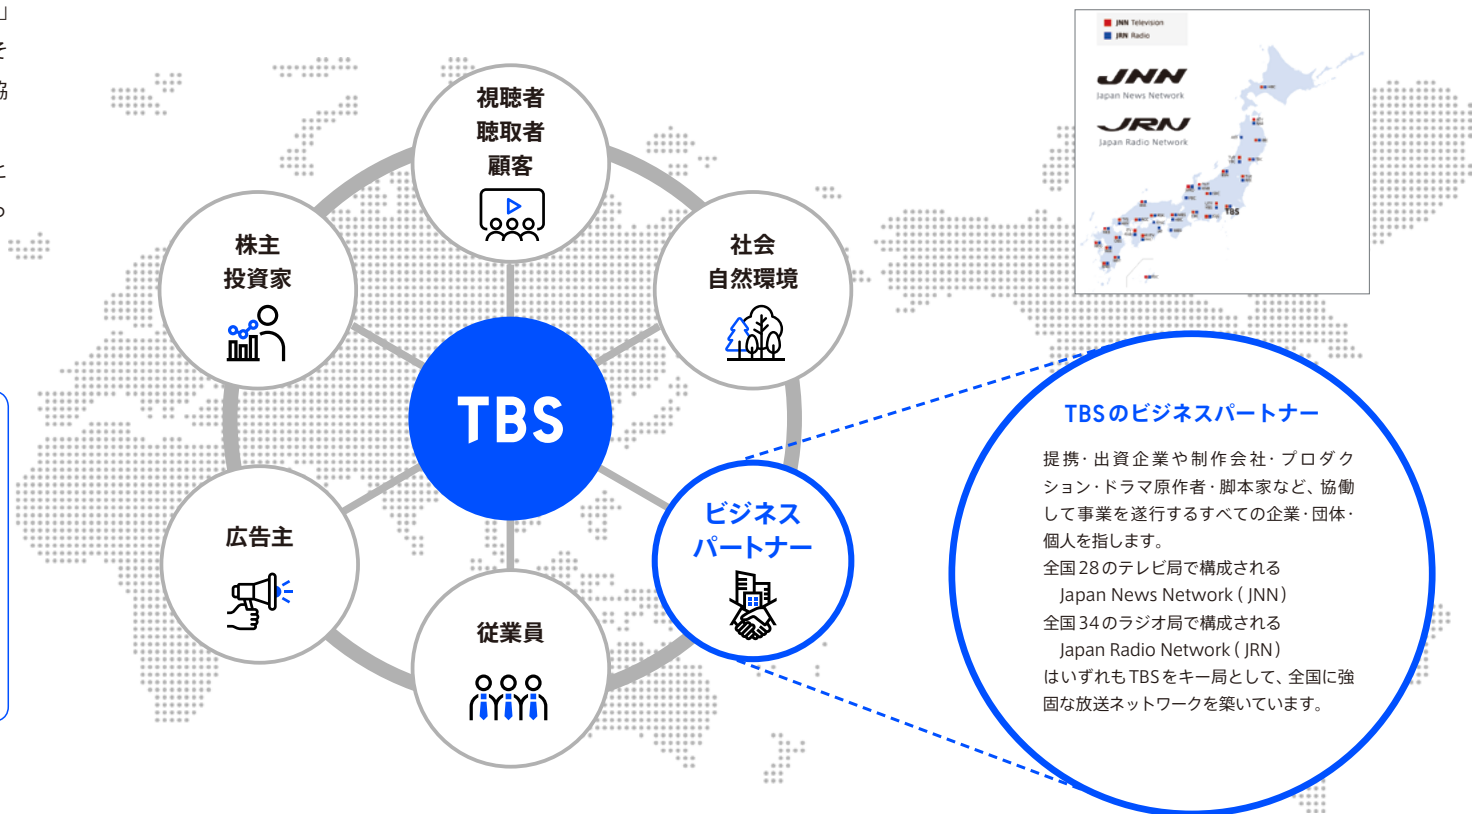 」
そ
協
視聴者
聴取者
顧客
株主
投資家
社会
自然環境
TBS
広告主
ビジネス
パートナー
従業員
JNN Television
JRN Radio
JNN
Japan News Network
JRN
Japan Radio Network
TBS
TBSのビジネスパートナー
提携・出資企業や制作会社・プロダク
ション・ドラマ原作者・脚本家など、協働
して事業を遂行するすべての企業・団体・
個人を指します。
全国28のテレビ局で構成される
Japan News Network ( JNN )
全国34のラジオ局で構成される
Japan Radio Network ( JRN )
はいずれもTBSをキー局として、全国に強
固な放送ネットワークを築いています。